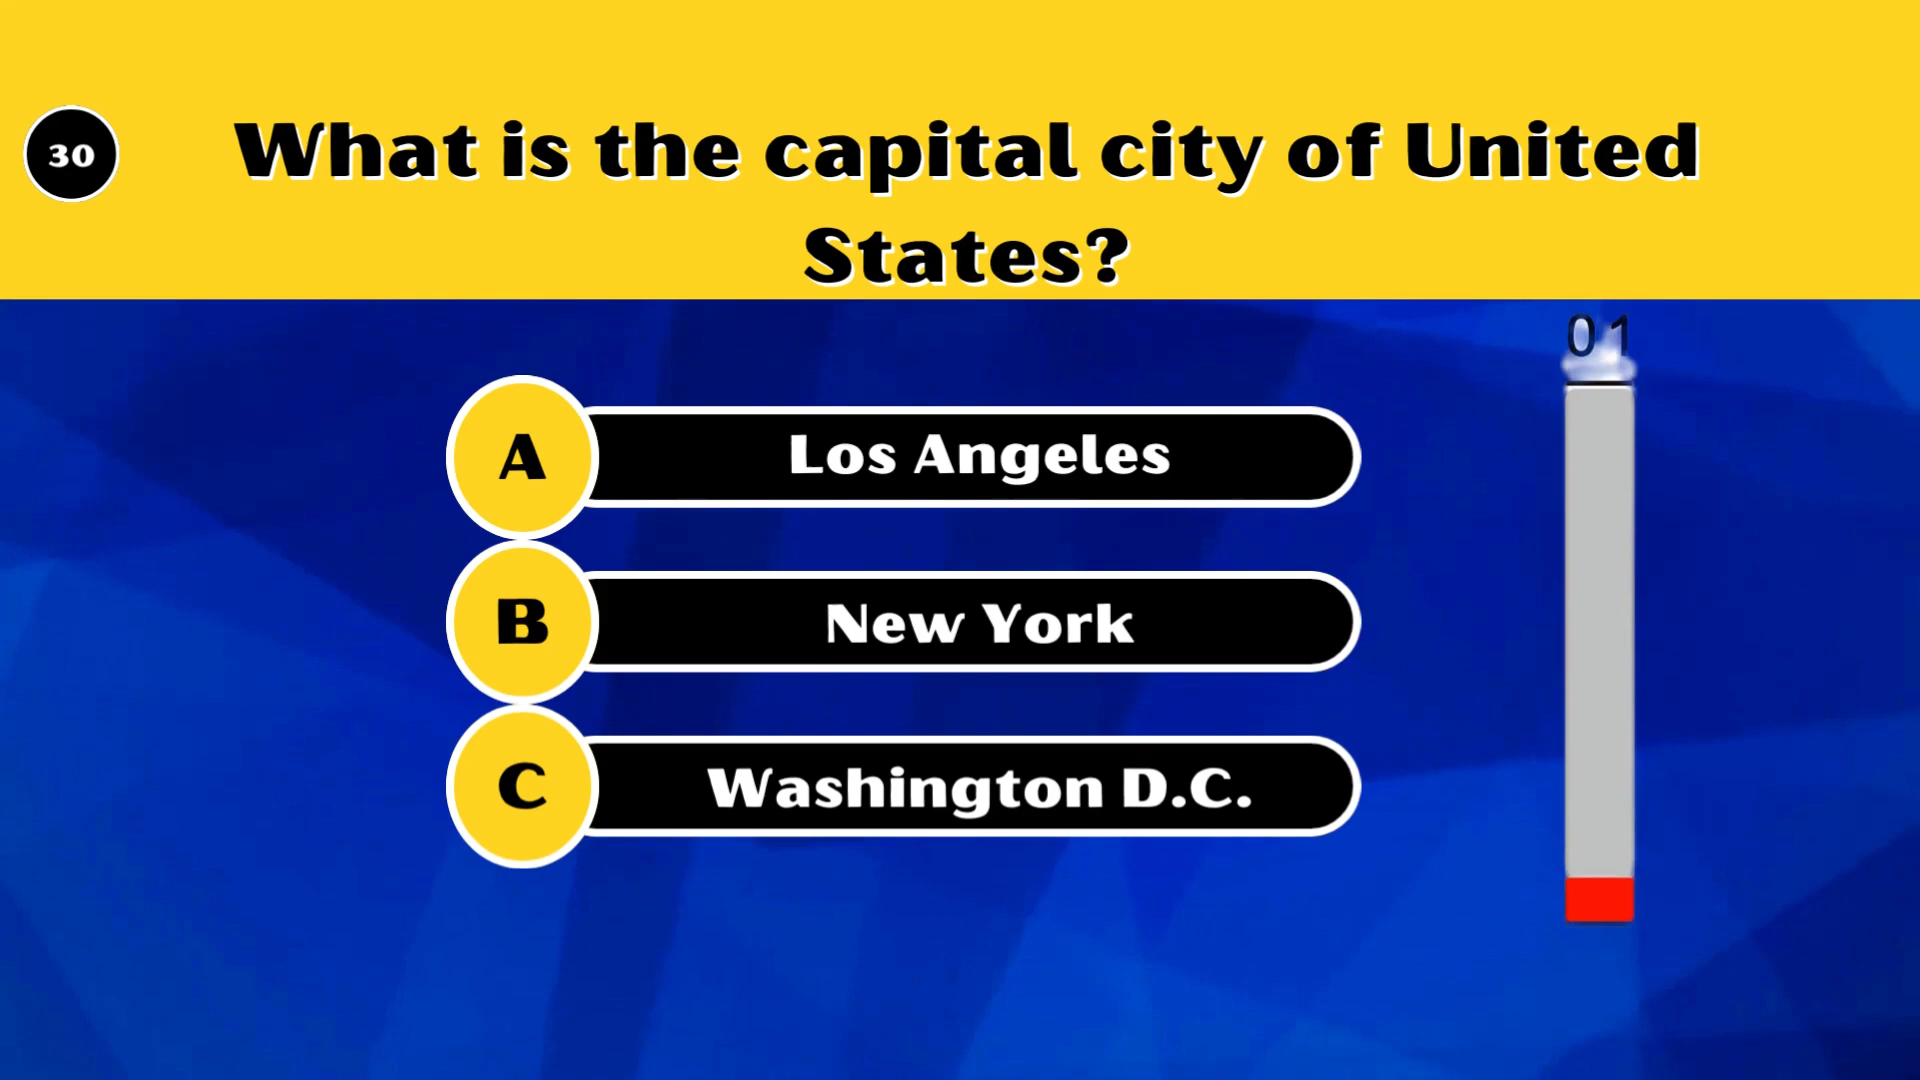 30
What is the capital city of United
States?
01
A
Los Angeles
B
New York
C
Washington D.C.